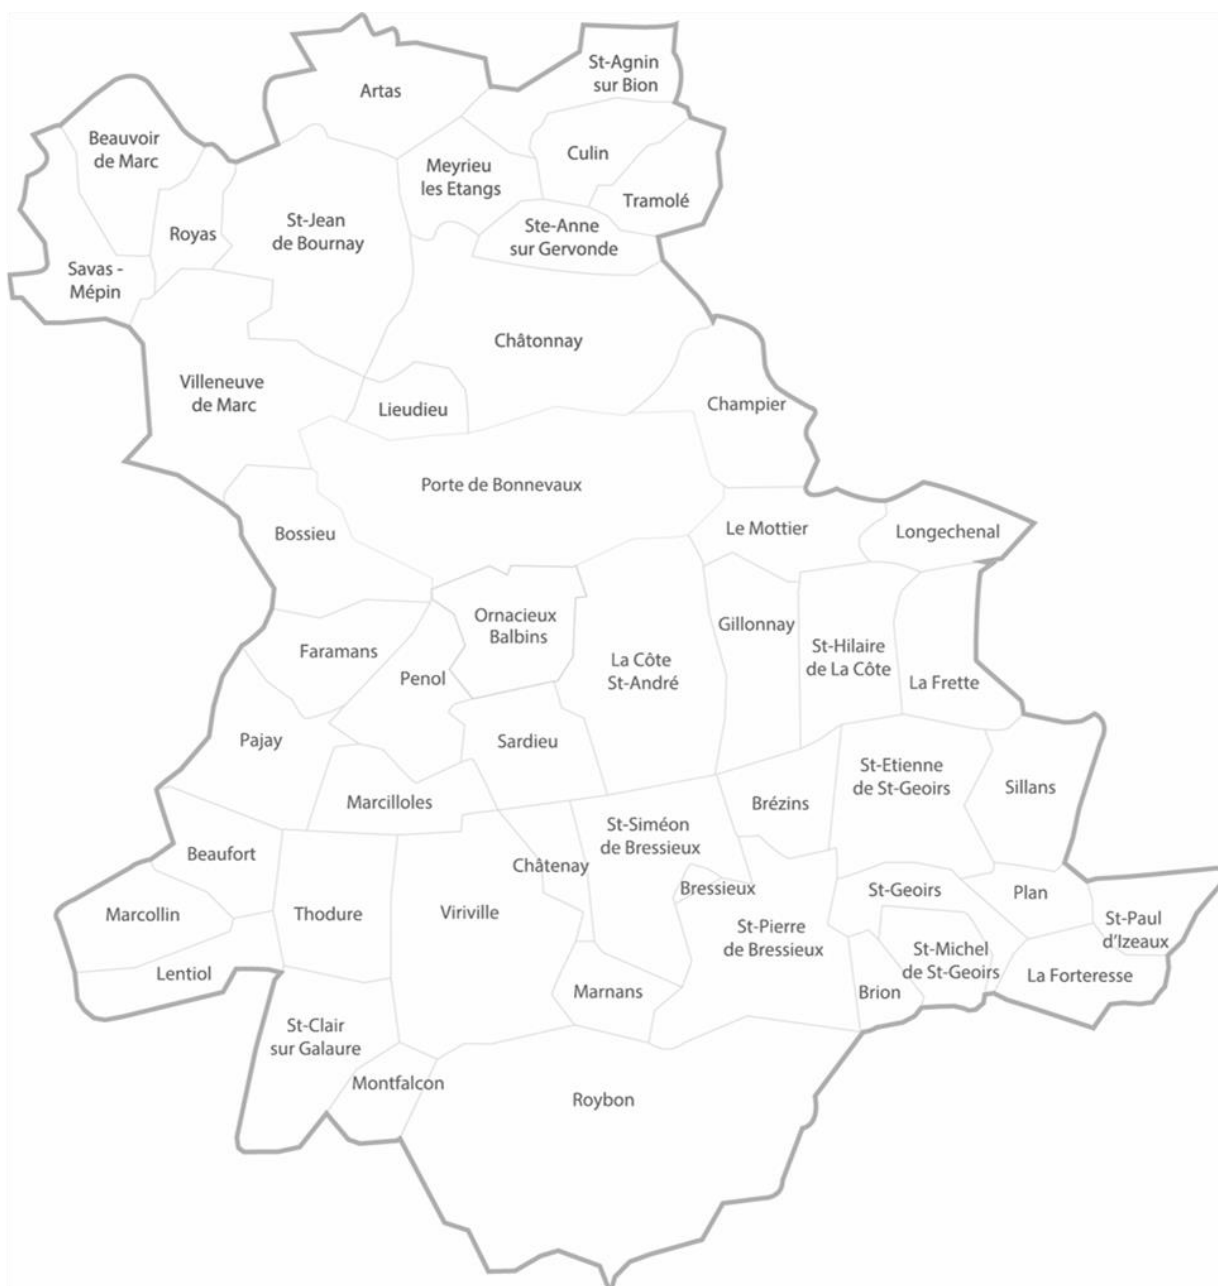 St-Agnin
sur Bion
Artas
Beauvoir
de Marc
Culin
Meyrieu
les Etangs
Tramolé
St-Jean
de Bournay
Royas
Ste-Anne
sur Gervonde
Savas -
Mépin
Châtonnay
Villeneuve
de Marc
Lieudieu
Champier
Porte de Bonnevaux
Bossieu
Le Mottier
Longechenal
Ornacieux
Balbins
Gillonnay
Faramans
Penol
La Côte
St-André
St-Hilaire
de La Côte
La Frette
Pajay
Sardieu
St-Etienne
de St-Geoirs
Sillans
Marcilloles
Brézins
St-Siméon
de Bressieux
Beaufort
Châtenay
Bressieux
St-Geoirs
Plan
Marcollin
Thodure
Viriville
St-Pierre
de Bressieux
St-Paul
d'Izeaux
St-Michel
de St-Geoirs
Lentiol
La Forteresse
Marnans
Brion
St-Clair
sur Galaure
Montfalcon
Roybon